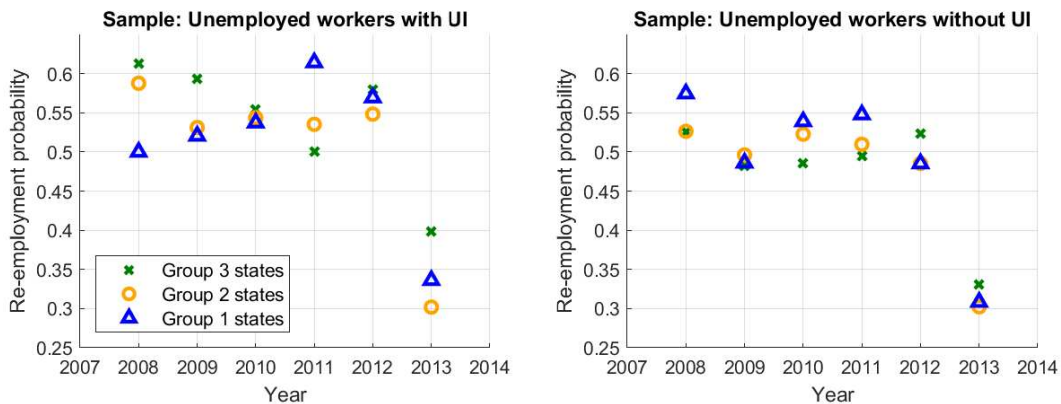 Sample: Unemployed workers with UI
Re-employment probability
0.6
0.55
0.5
0.45
0.4
0.35
0.3
0.25
Group 3 states
Group 2 states
Group 1 states
2007 2008 2009 2010 2011 2012 2013 2014
Year
Sample: Unemployed workers without UI
Re-employment probability
0.6
0.55
0.5
0.45
0.4
0.35
0.3
0.25
2007 2008 2009 2010 2011 2012 2013 2014
Year